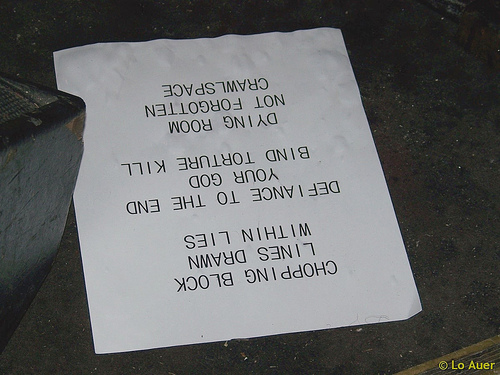 CHOPPING BLOCK
LINES DRAWN
WITHIN LIES
DEFIANCE TO THE END
YOUR GOD
BIND TORTURE KILL
DYING ROOM
NOT FORGOTTEN
CRAWLSPACE
© Lo Auer